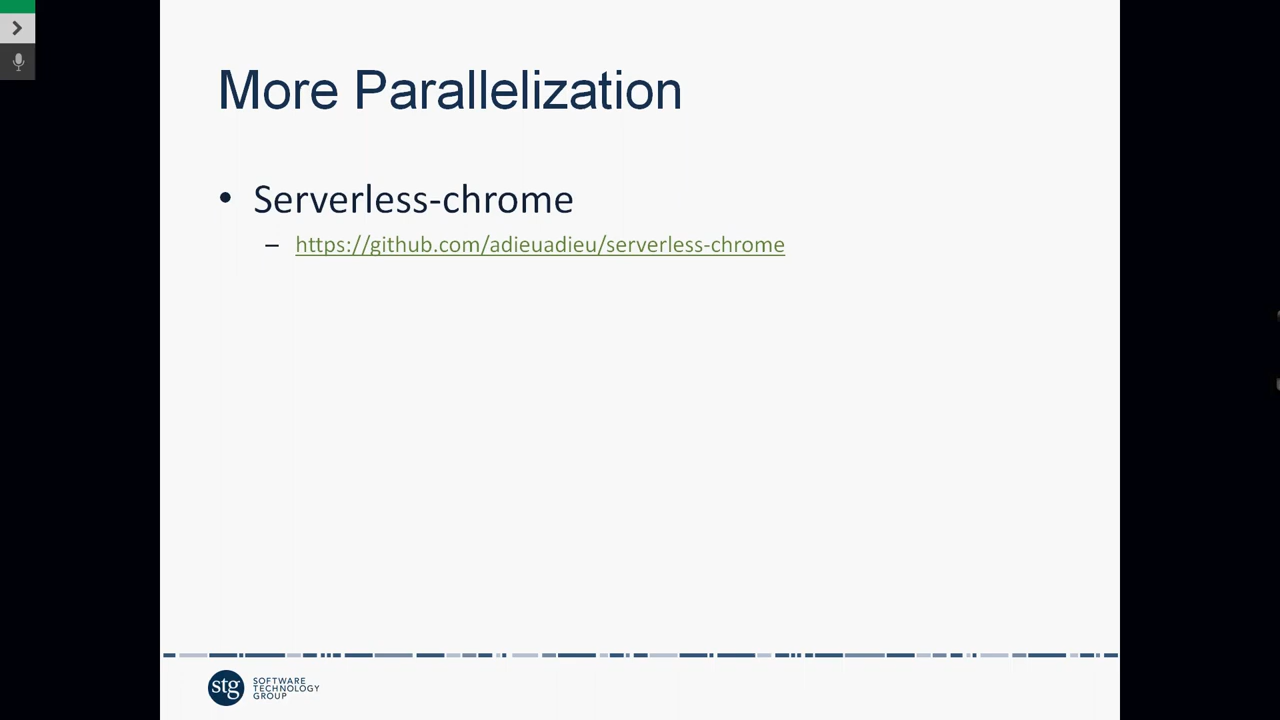 More Parallelization
• Serverless-chrome
– https://github.com/adieuadieu/serverless-chrome
stg
SOFTWARE
TECHNOLOGY
GROUP